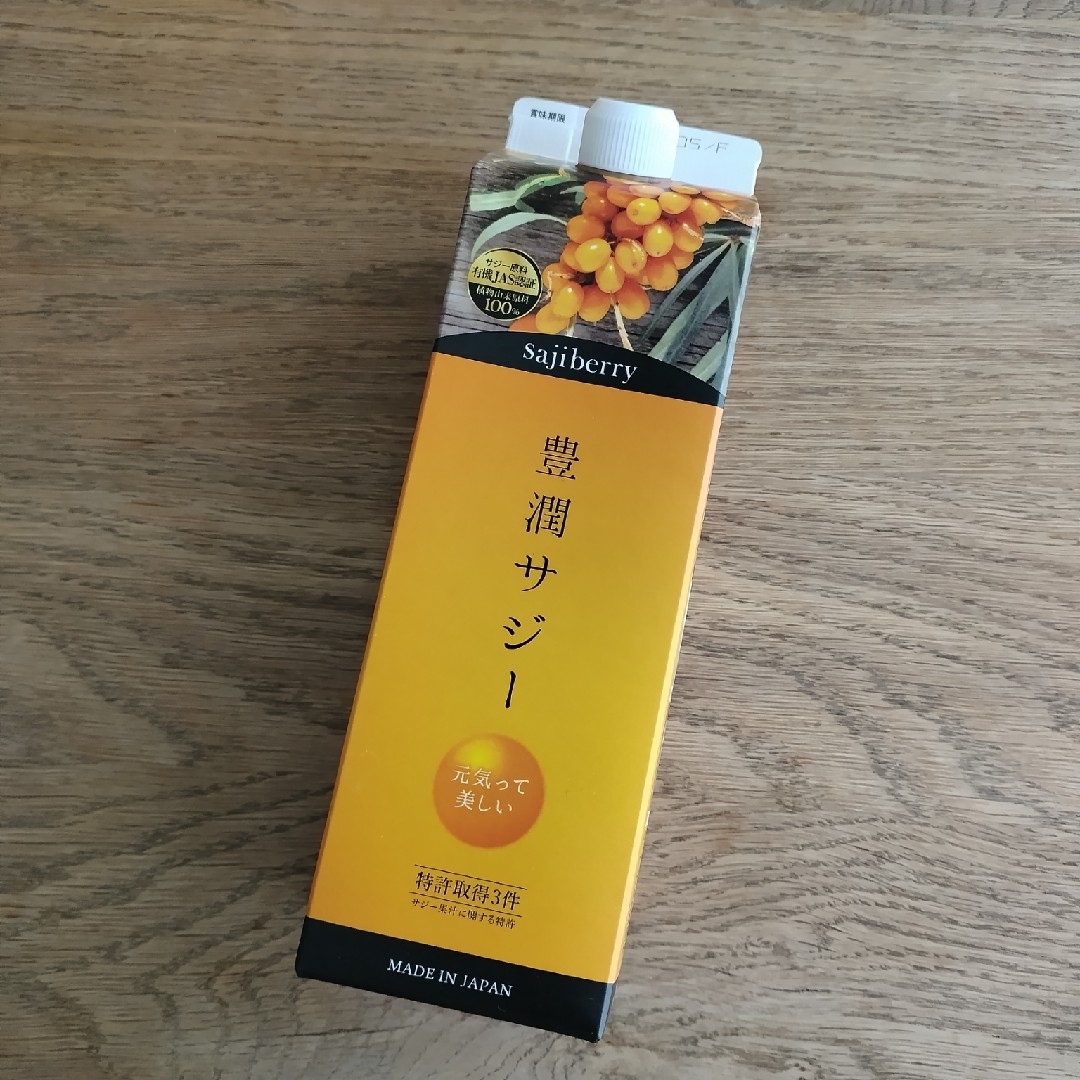 賞味期限
05/F
サジー原料
有機JAS認証
植物由来原料
100%
sajiberry
豊潤サジー
元気って
美しい
特許取得3件
サジー果汁に関する特許
MADE IN JAPAN